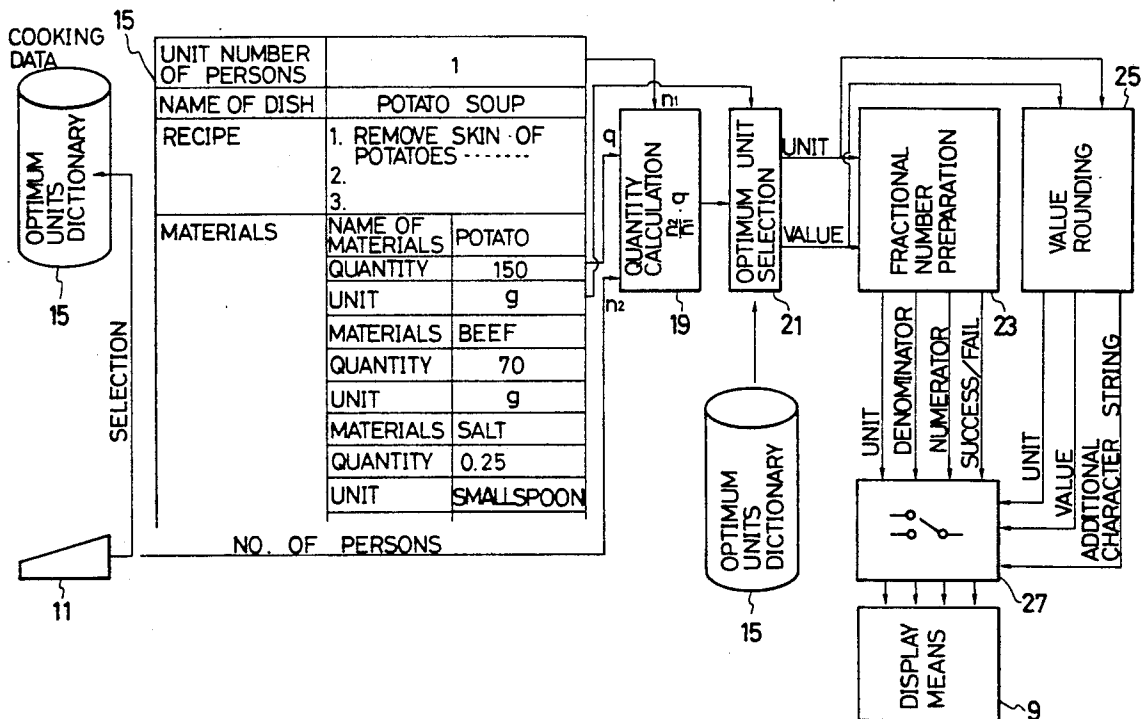 COOKING
DATA
OPTIMUM
UNITS
DICTIONARY
15
15
UNIT NUMBER
OF PERSONS
1
NAME OF DISH
POTATO SOUP
RECIPE
1. REMOVE SKIN OF
POTATOES -------
2.
3.
MATERIALS
NAME OF
MATERIALS
POTATO
QUANTITY
150
UNIT
g
MATERIALS
BEEF
QUANTITY
70
UNIT
g
MATERIALS
SALT
QUANTITY
0.25
UNIT
SMALLSPOON
SELECTION
11
NO. OF PERSONS
n1
q
n2
QUANTITY
CALCULATION
n2/n1 · q
19
OPTIMUM UNIT
SELECTION
21
OPTIMUM
UNITS
DICTIONARY
15
UNIT
VALUE
FRACTIONAL
NUMBER
PREPARATION
23
VALUE
ROUNDING
25
UNIT
DENOMINATOR
NUMERATOR
SUCCESS/FAIL
UNIT
VALUE
ADDITIONAL
CHARACTER STRING
27
DISPLAY
MEANS
9